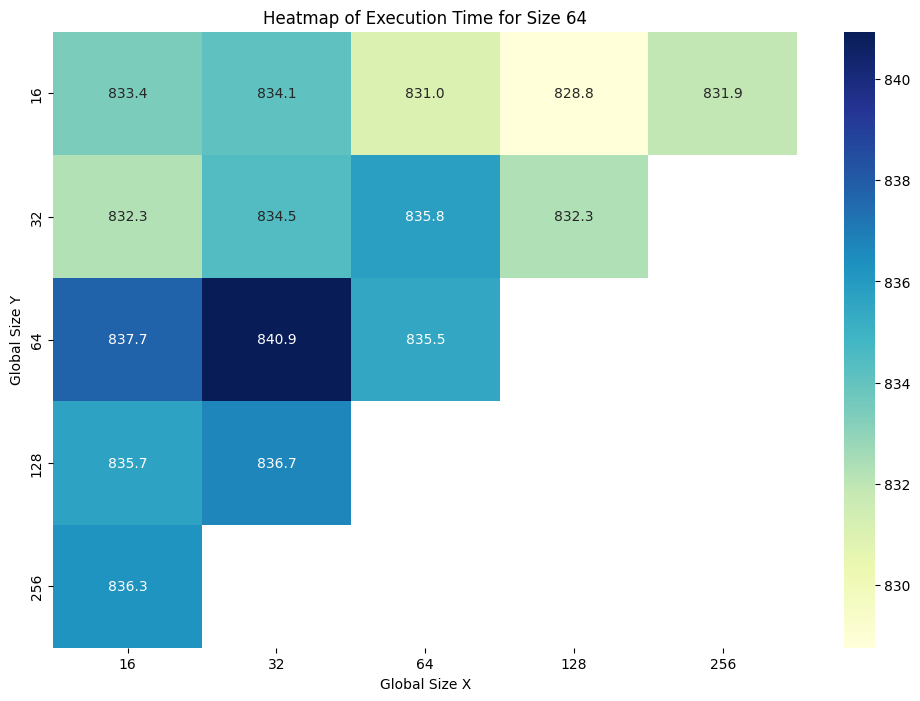 Heatmap of Execution Time for Size 64
16 833.4 834.1 831.0 828.8 831.9
32 832.3 834.5 835.8 832.3
64 837.7 840.9 835.5
128 835.7 836.7
256 836.3
16 32 64 128 256
Global Size X
Global Size Y
840
838
836
834
832
830